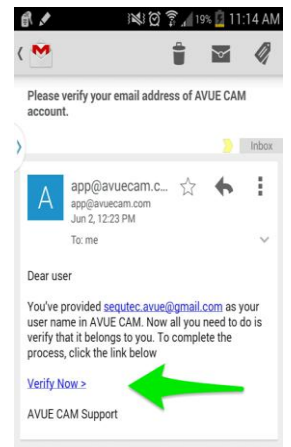 19% 11:14 AM
Please verify your email address of AVUE CAM
account.
Inbox
A
app@avuecam.c...
app@avuecam.com
Jun 2, 12:23 PM
To: me
Dear user
You've provided sequtec.avue@gmail.com as your
user name in AVUE CAM. Now all you need to do is
verify that it belongs to you. To complete the
process, click the link below
Verify Now >
AVUE CAM Support